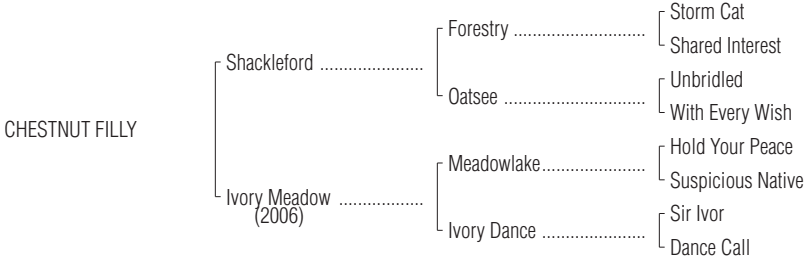 Storm Cat
Forestry ............................
Shared Interest
Shackleford ......................
Unbridled
Oatsee ..............................
With Every Wish
CHESTNUT FILLY
Hold Your Peace
Meadowlake......................
Suspicious Native
Ivory Meadow ..................
(2006)
Sir Ivor
Ivory Dance ......................
Dance Call